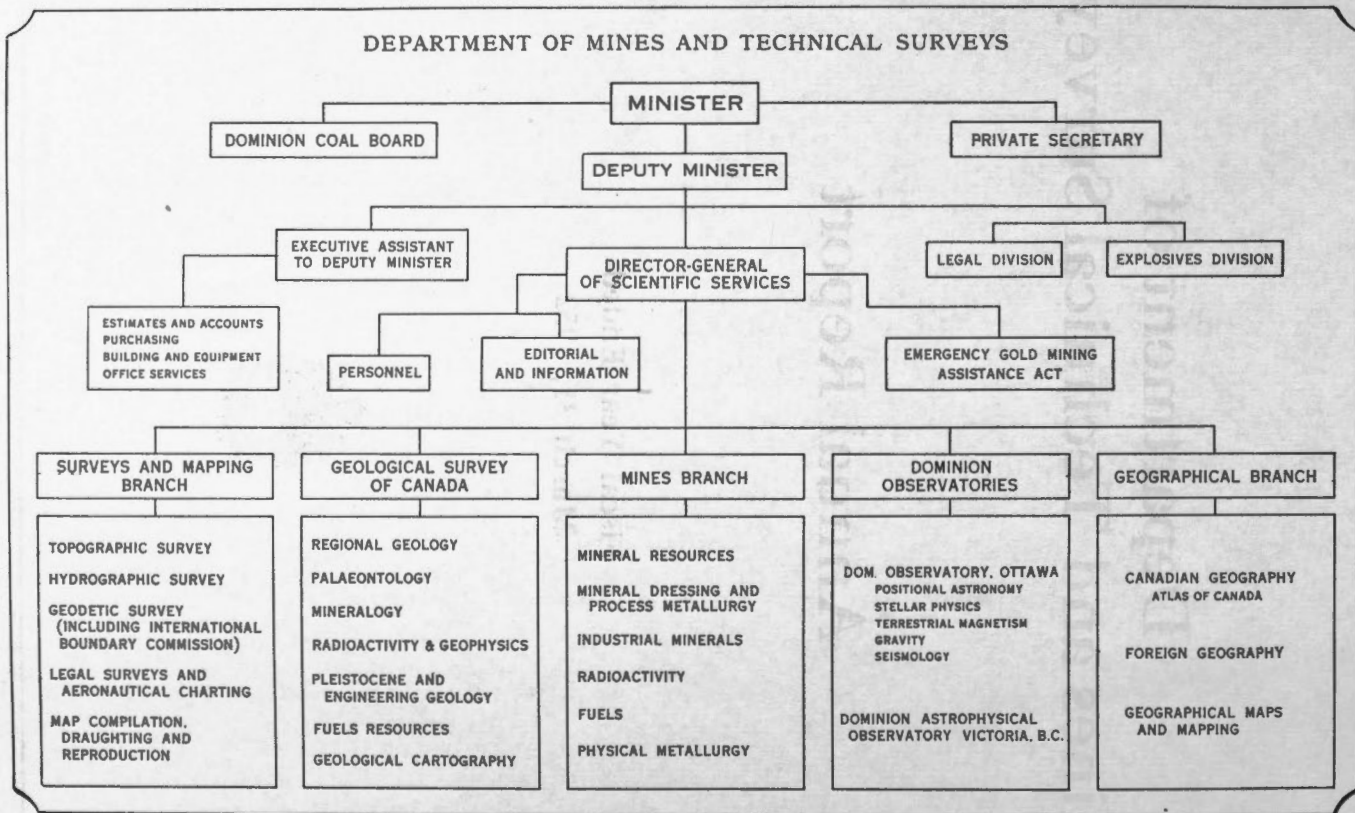 DEPARTMENT OF MINES AND TECHNICAL SURVEYS
MINISTER
DOMINION COAL BOARD
PRIVATE SECRETARY
DEPUTY MINISTER
EXECUTIVE ASSISTANT
TO DEPUTY MINISTER
DIRECTOR-GENERAL
OF SCIENTIFIC SERVICES
LEGAL DIVISION
EXPLOSIVES DIVISION
ESTIMATES AND ACCOUNTS
PURCHASING
BUILDING AND EQUIPMENT
OFFICE SERVICES
PERSONNEL
EDITORIAL
AND INFORMATION
EMERGENCY GOLD MINING
ASSISTANCE ACT
SURVEYS AND MAPPING
BRANCH
TOPOGRAPHIC SURVEY
HYDROGRAPHIC SURVEY
GEODETIC SURVEY
(INCLUDING INTERNATIONAL
BOUNDARY COMMISSION)
LEGAL SURVEYS AND
AERONAUTICAL CHARTING
MAP COMPILATION,
DRAUGHTING AND
REPRODUCTION
GEOLOGICAL SURVEY
OF CANADA
REGIONAL GEOLOGY
PALAEONTOLOGY
MINERALOGY
RADIOACTIVITY & GEOPHYSICS
PLEISTOCENE AND
ENGINEERING GEOLOGY
FUELS RESOURCES
GEOLOGICAL CARTOGRAPHY
MINES BRANCH
MINERAL RESOURCES
MINERAL DRESSING AND
PROCESS METALLURGY
INDUSTRIAL MINERALS
RADIOACTIVITY
FUELS
PHYSICAL METALLURGY
DOMINION
OBSERVATORIES
DOM. OBSERVATORY, OTTAWA
POSITIONAL ASTRONOMY
STELLAR PHYSICS
TERRESTRIAL MAGNETISM
GRAVITY
SEISMOLOGY
DOMINION ASTROPHYSICAL
OBSERVATORY VICTORIA, B.C.
GEOGRAPHICAL BRANCH
CANADIAN GEOGRAPHY
ATLAS OF CANADA
FOREIGN GEOGRAPHY
GEOGRAPHICAL MAPS
AND MAPPING